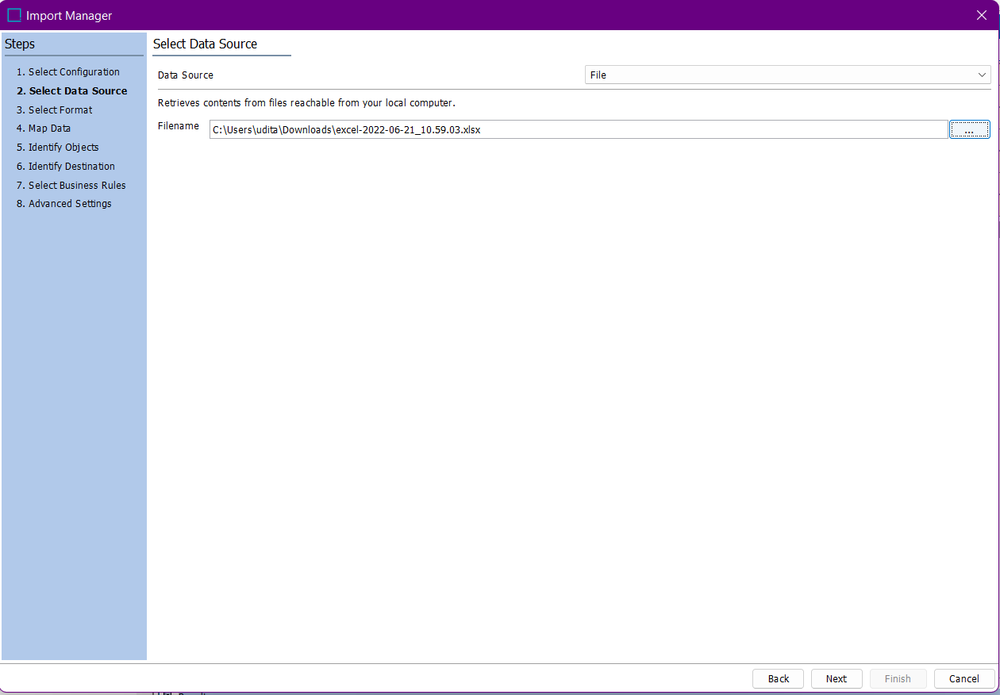 Import Manager
Steps
1. Select Configuration
2. Select Data Source
3. Select Format
4. Map Data
5. Identify Objects
6. Identify Destination
7. Select Business Rules
8. Advanced Settings
Select Data Source
Data Source File
Retrieves contents from files reachable from your local computer.
Filename C:\Users\udita\Downloads\excel-2022-06-21_10.59.03.xlsx ...
Back Next Finish Cancel